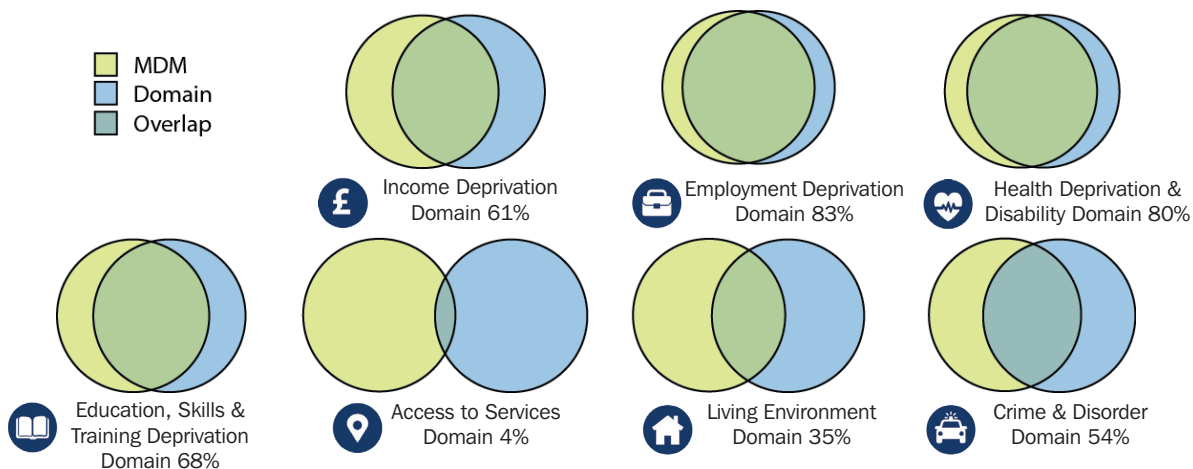 MDM
Domain
Overlap
£
Income Deprivation
Domain 61%
Employment Deprivation
Domain 83%
Health Deprivation &
Disability Domain 80%
Education, Skills &
Training Deprivation
Domain 68%
Access to Services
Domain 4%
Living Environment
Domain 35%
Crime & Disorder
Domain 54%